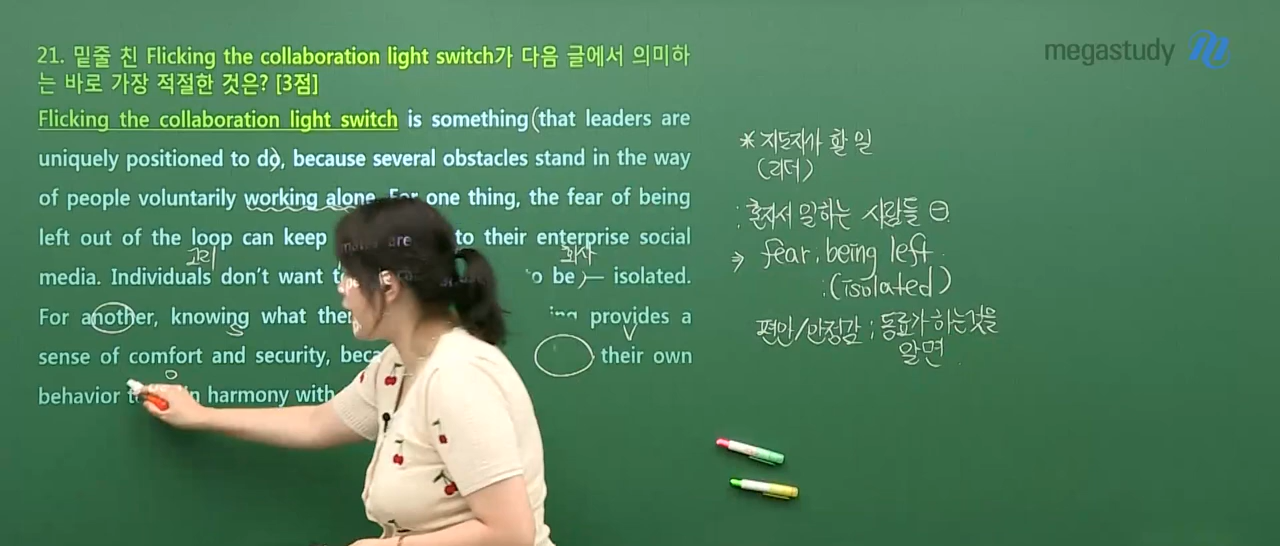 21. 밑줄 친 Flicking the collaboration light switch가 다음 글에서 의미하
는 바로 가장 적절한 것은? [3점]
Flicking the collaboration light switch is something (that leaders are
uniquely positioned to do), because several obstacles stand in the way
of people voluntarily working alone. For one thing, the fear of being
left out of the loop can keep to their enterprise social
고리
회사
media. Individuals don't want to be)— isolated.
For another, knowing what provides a
S
V
sense of comfort and security, their own
O
behavior in harmony with
megastudy
* 지도자가 할 일
(리더)
: 혼자서 일하는 사람들 ⊖
⇒ fear. being left
: (isolated)
편안/안정감 ; 동료가 하는것을
알면